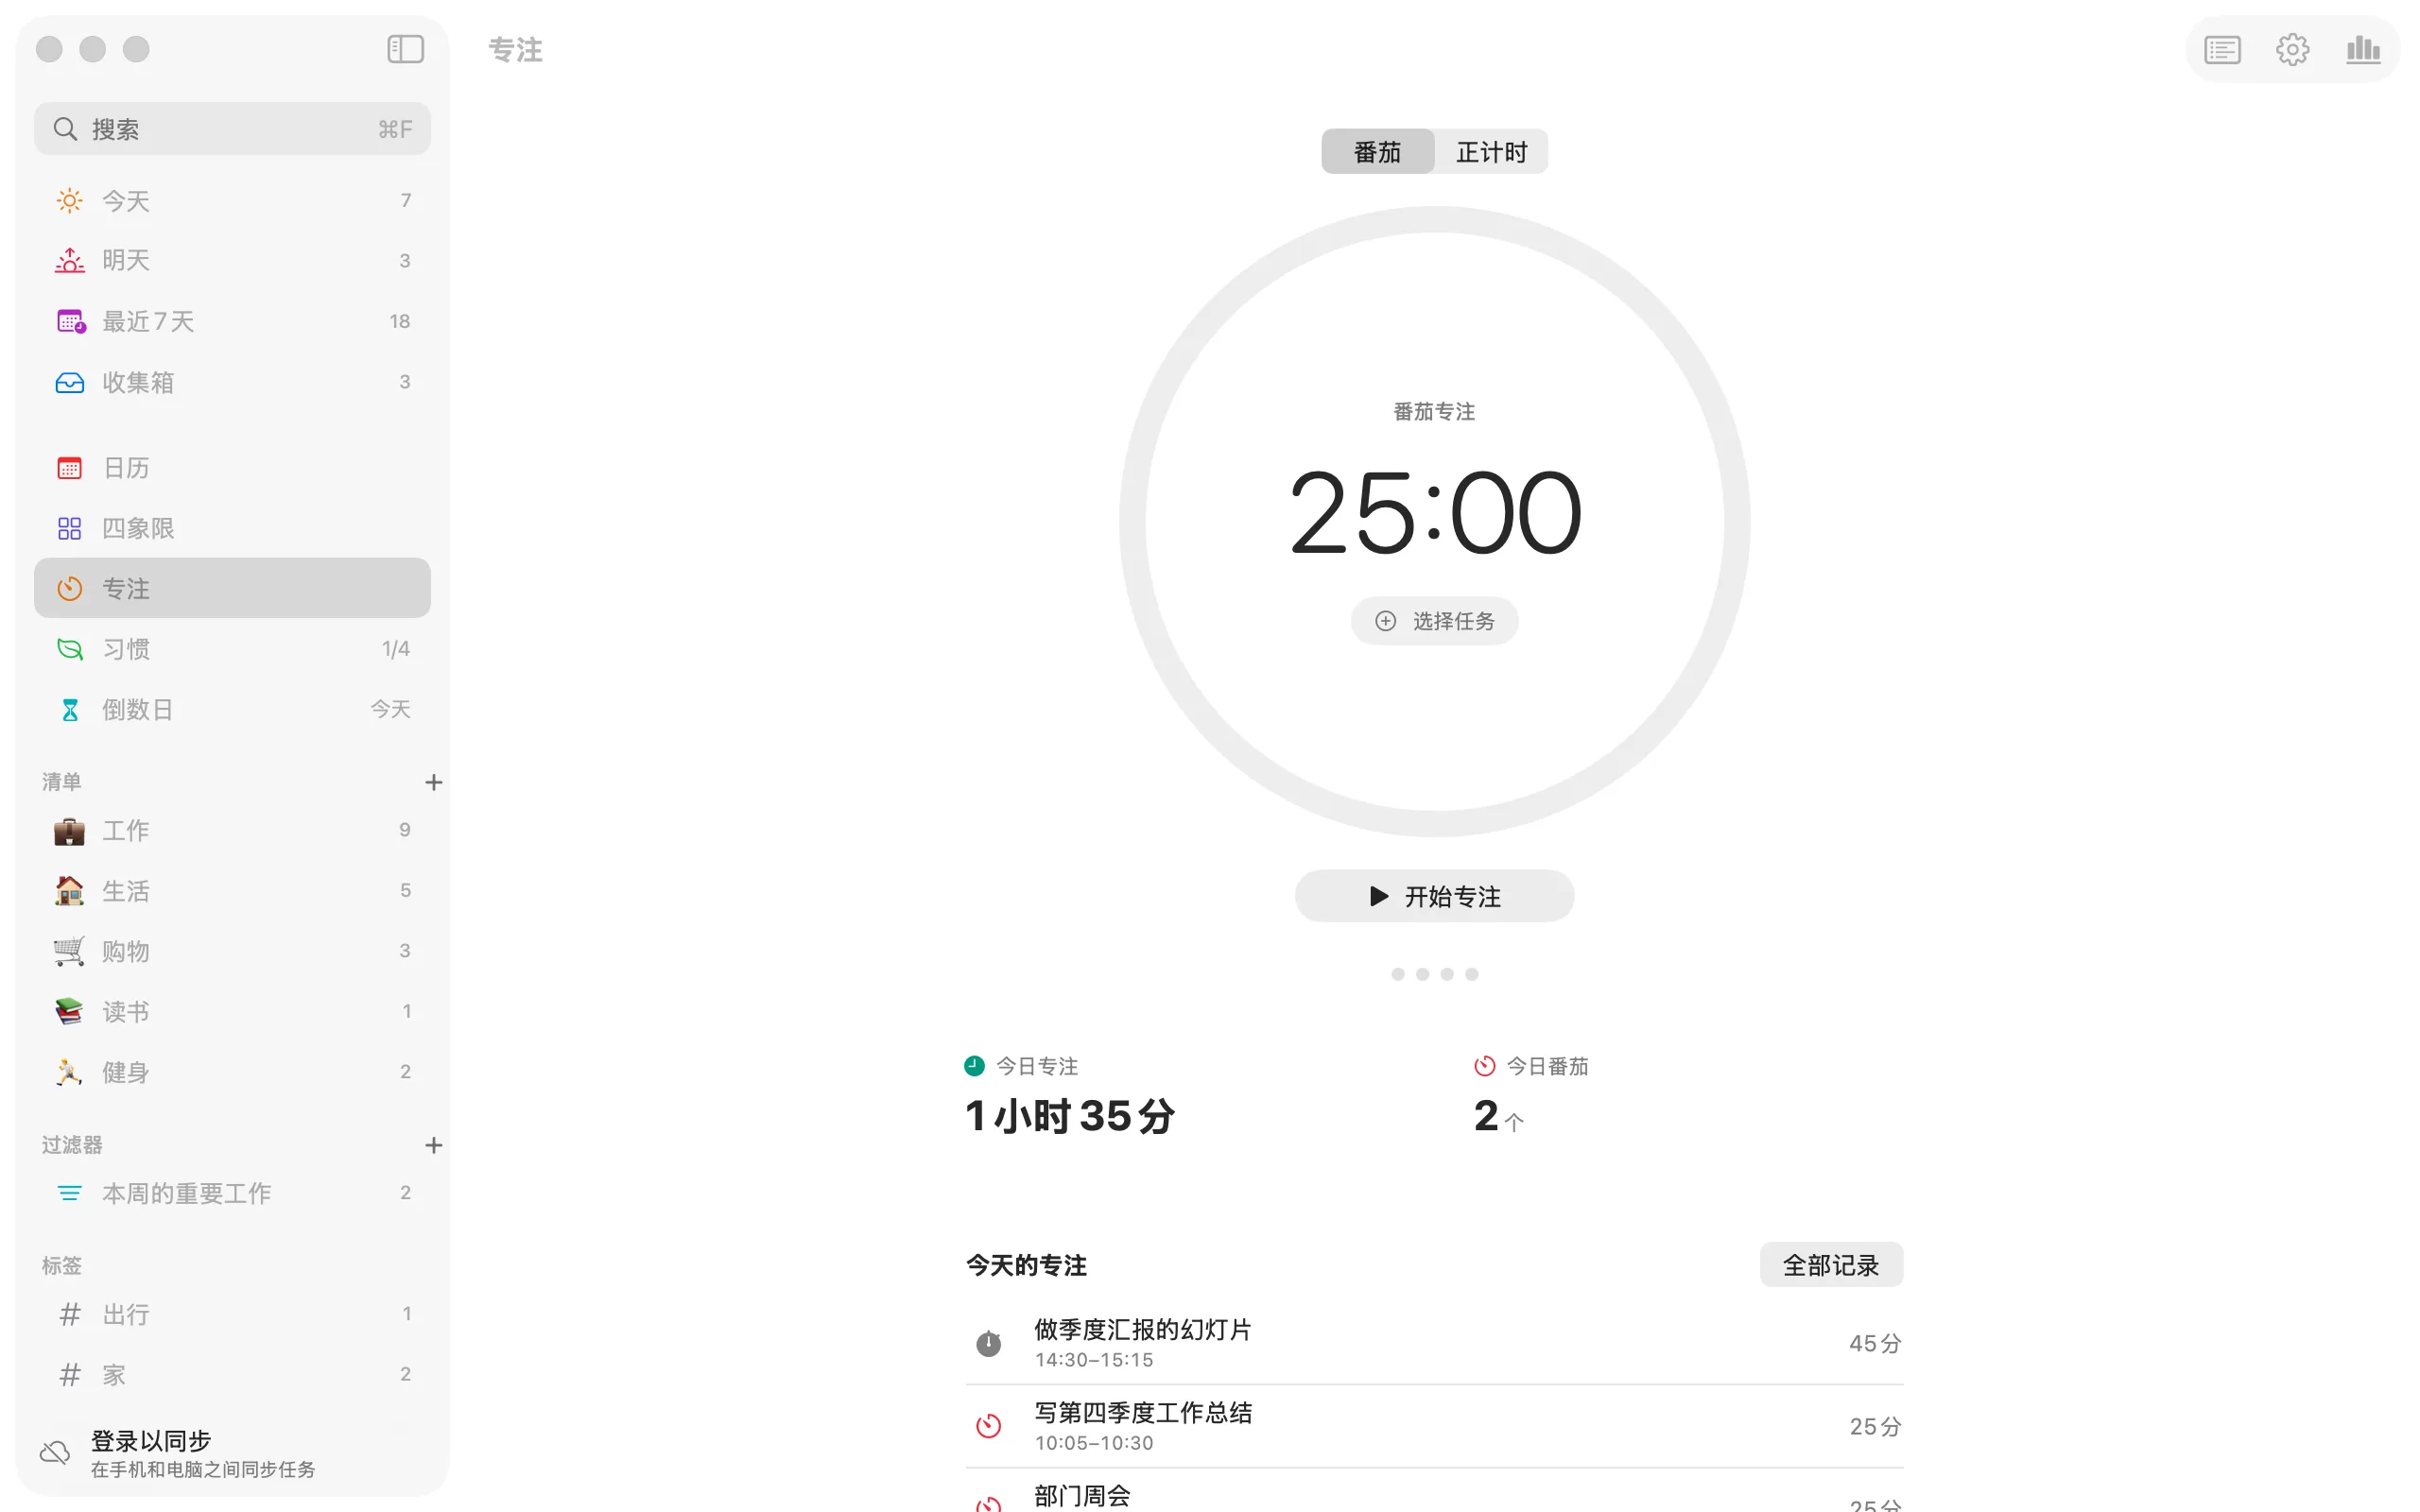 专注
搜索 ⌘F
今天 7
明天 3
最近7天 18
收集箱 3
日历
四象限
专注
习惯 1/4
倒数日 今天
清单 +
工作 9
生活 5
购物 3
读书 1
健身 2
过滤器 +
本周的重要工作 2
标签
# 出行 1
# 家 2
登录以同步
在手机和电脑之间同步任务
番茄 正计时
番茄专注
25:00
选择任务
开始专注
今日专注
1小时35分
今日番茄
2个
今天的专注 全部记录
做季度汇报的幻灯片
14:30–15:15
45分
写第四季度工作总结
10:05–10:30
25分
部门周会
25分